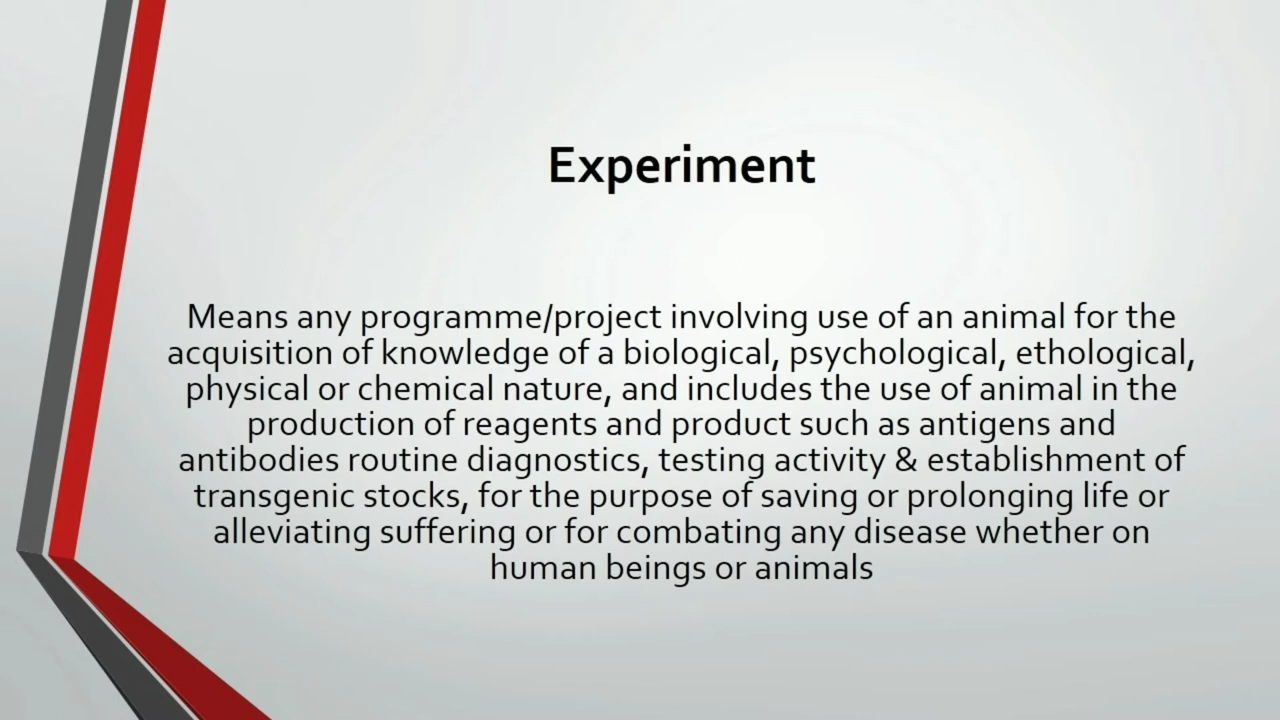 Experiment
Means any programme/project involving use of an animal for the
acquisition of knowledge of a biological, psychological, ethological,
physical or chemical nature, and includes the use of animal in the
production of reagents and product such as antigens and
antibodies routine diagnostics, testing activity & establishment of
transgenic stocks, for the purpose of saving or prolonging life or
alleviating suffering or for combating any disease whether on
human beings or animals